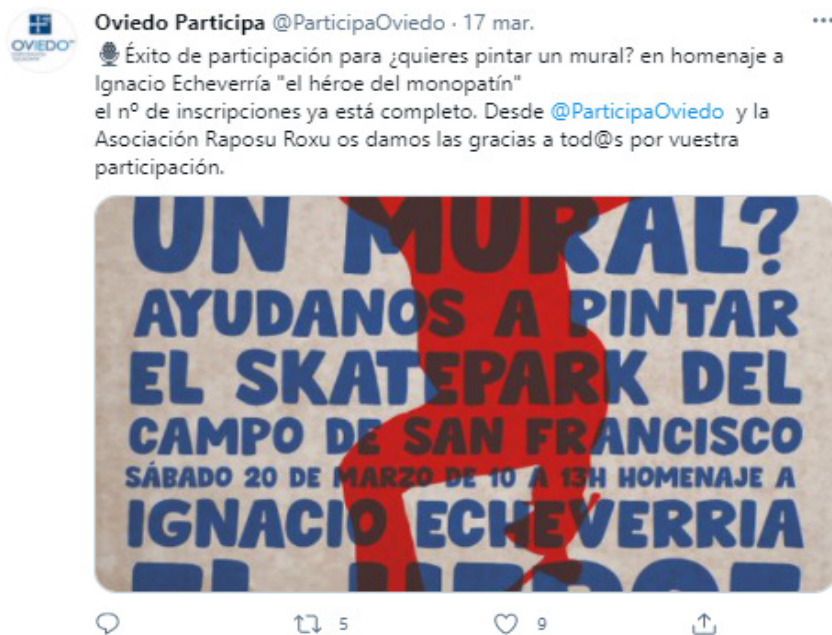 Oviedo Participa @ParticipaOviedo · 17 mar.
OVIEDO
Éxito de participación para ¿quieres pintar un mural? en homenaje a
Ignacio Echeverría "el héroe del monopatín"
el nº de inscripciones ya está completo. Desde @ParticipaOviedo y la
Asociación Raposu Roxu os damos las gracias a tod@s por vuestra
participación.
UN MURAL?
AYUDANOS A PINTAR
EL SKATEPARK DEL
CAMPO DE SAN FRANCISCO
SÁBADO 20 DE MARZO DE 10 A 13H HOMENAJE A
IGNACIO ECHEVERRIA
EL HEROE
5
9